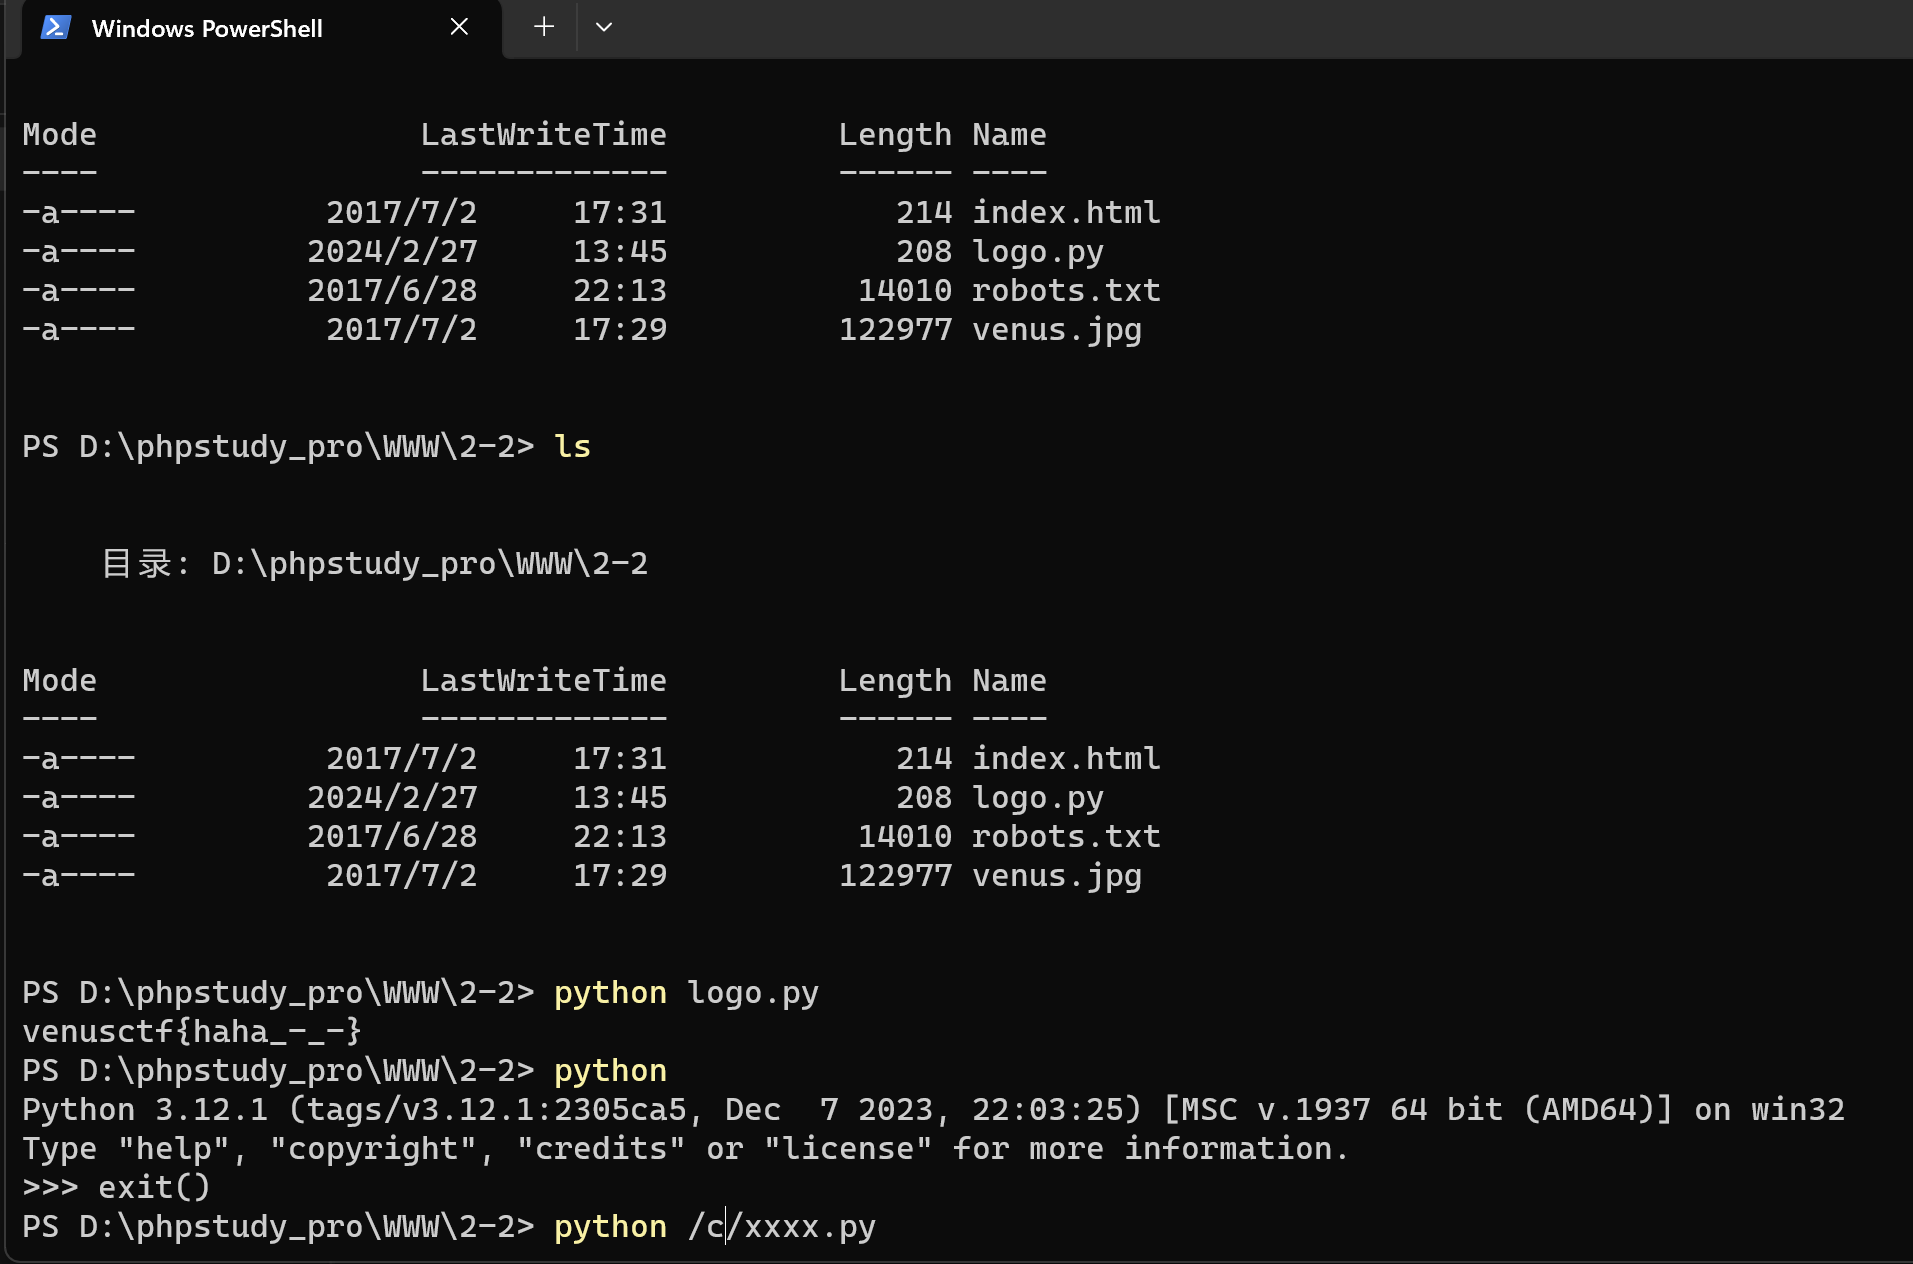 Windows PowerShell
Mode LastWriteTime Length Name
---- ------------- ------ ----
-a---- 2017/7/2 17:31 214 index.html
-a---- 2024/2/27 13:45 208 logo.py
-a---- 2017/6/28 22:13 14010 robots.txt
-a---- 2017/7/2 17:29 122977 venus.jpg
PS D:\phpstudy_pro\WWW\2-2> ls
目录: D:\phpstudy_pro\WWW\2-2
Mode LastWriteTime Length Name
---- ------------- ------ ----
-a---- 2017/7/2 17:31 214 index.html
-a---- 2024/2/27 13:45 208 logo.py
-a---- 2017/6/28 22:13 14010 robots.txt
-a---- 2017/7/2 17:29 122977 venus.jpg
PS D:\phpstudy_pro\WWW\2-2> python logo.py
venusctf{haha_-_-}
PS D:\phpstudy_pro\WWW\2-2> python
Python 3.12.1 (tags/v3.12.1:2305ca5, Dec  7 2023, 22:03:25) [MSC v.1937 64 bit (AMD64)] on win32
Type "help", "copyright", "credits" or "license" for more information.
>>> exit()
PS D:\phpstudy_pro\WWW\2-2> python /c/xxxx.py